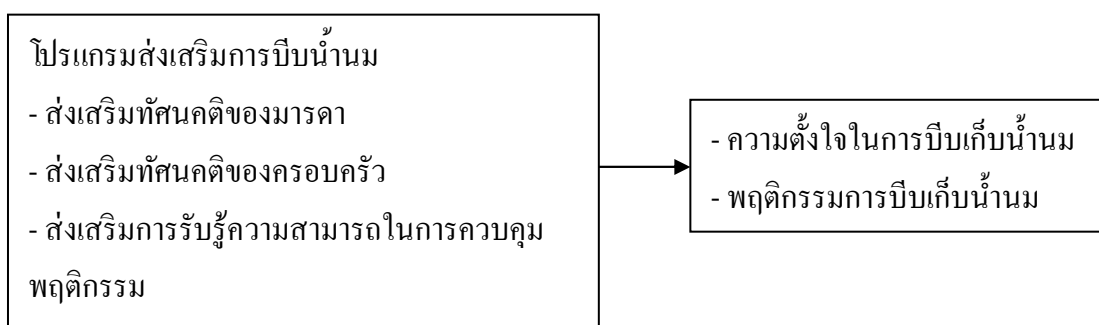 โปรแกรมส่งเสริมการบีบน้ำนม
- ส่งเสริมทัศนคติของมารดา
- ส่งเสริมทัศนคติของครอบครัว
- ส่งเสริมการรับรู้ความสามารถในการควบคุม
พฤติกรรม
- ความตั้งใจในการบีบเก็บน้ำนม
- พฤติกรรมการบีบเก็บน้ำนม